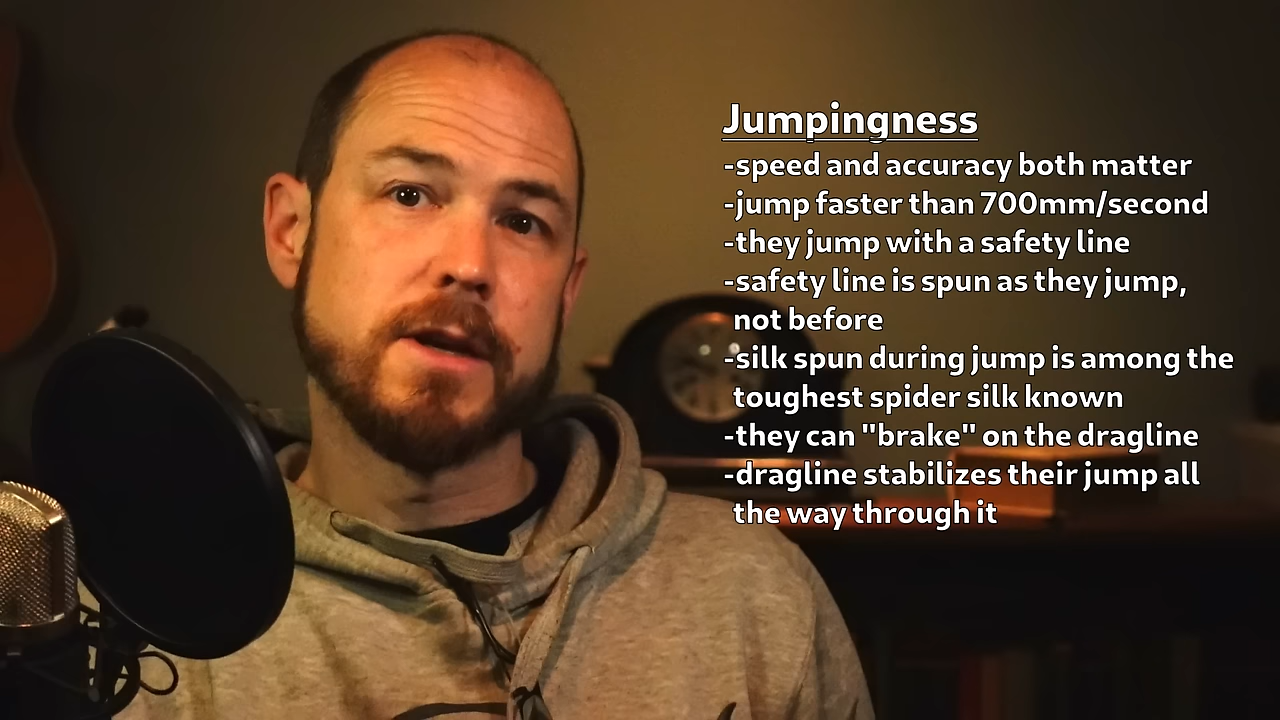 Jumpingness
-speed and accuracy both matter
-jump faster than 700mm/second
-they jump with a safety line
-safety line is spun as they jump,
not before
-silk spun during jump is among the
toughest spider silk known
-they can "brake" on the dragline
-dragline stabilizes their jump all
the way through it